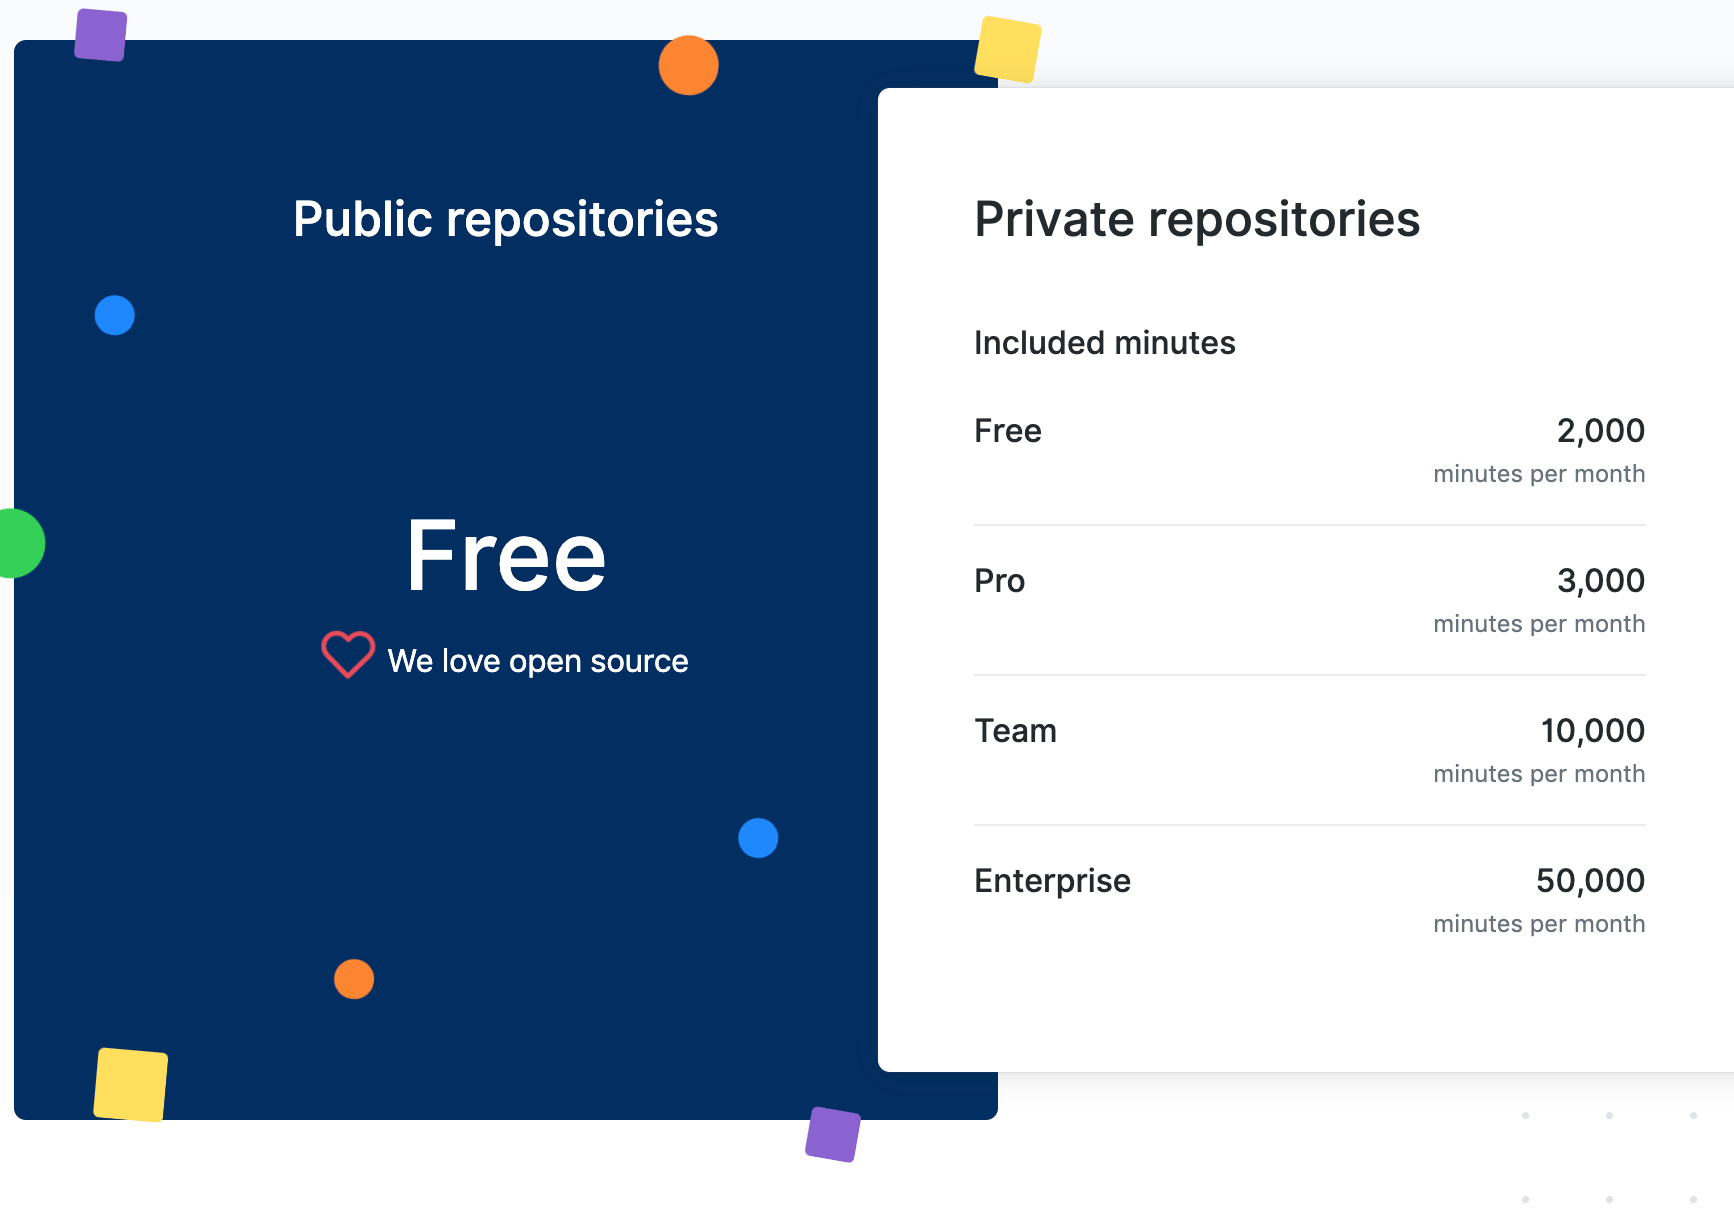 Public repositories
Free
We love open source
Private repositories
Included minutes
Free 2,000
minutes per month
Pro 3,000
minutes per month
Team 10,000
minutes per month
Enterprise 50,000
minutes per month